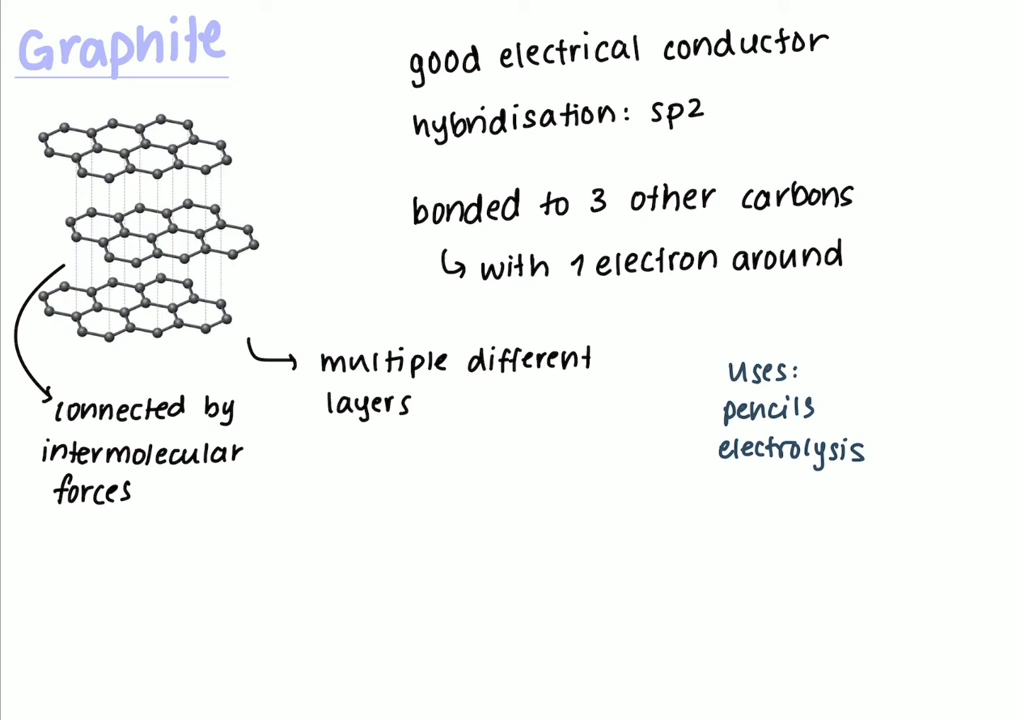 Graphite
good electrical conductor
hybridisation: sp2
bonded to 3 other carbons
↳ with 1 electron around
multiple different
layers
connected by
intermolecular
forces
uses:
pencils
electrolysis